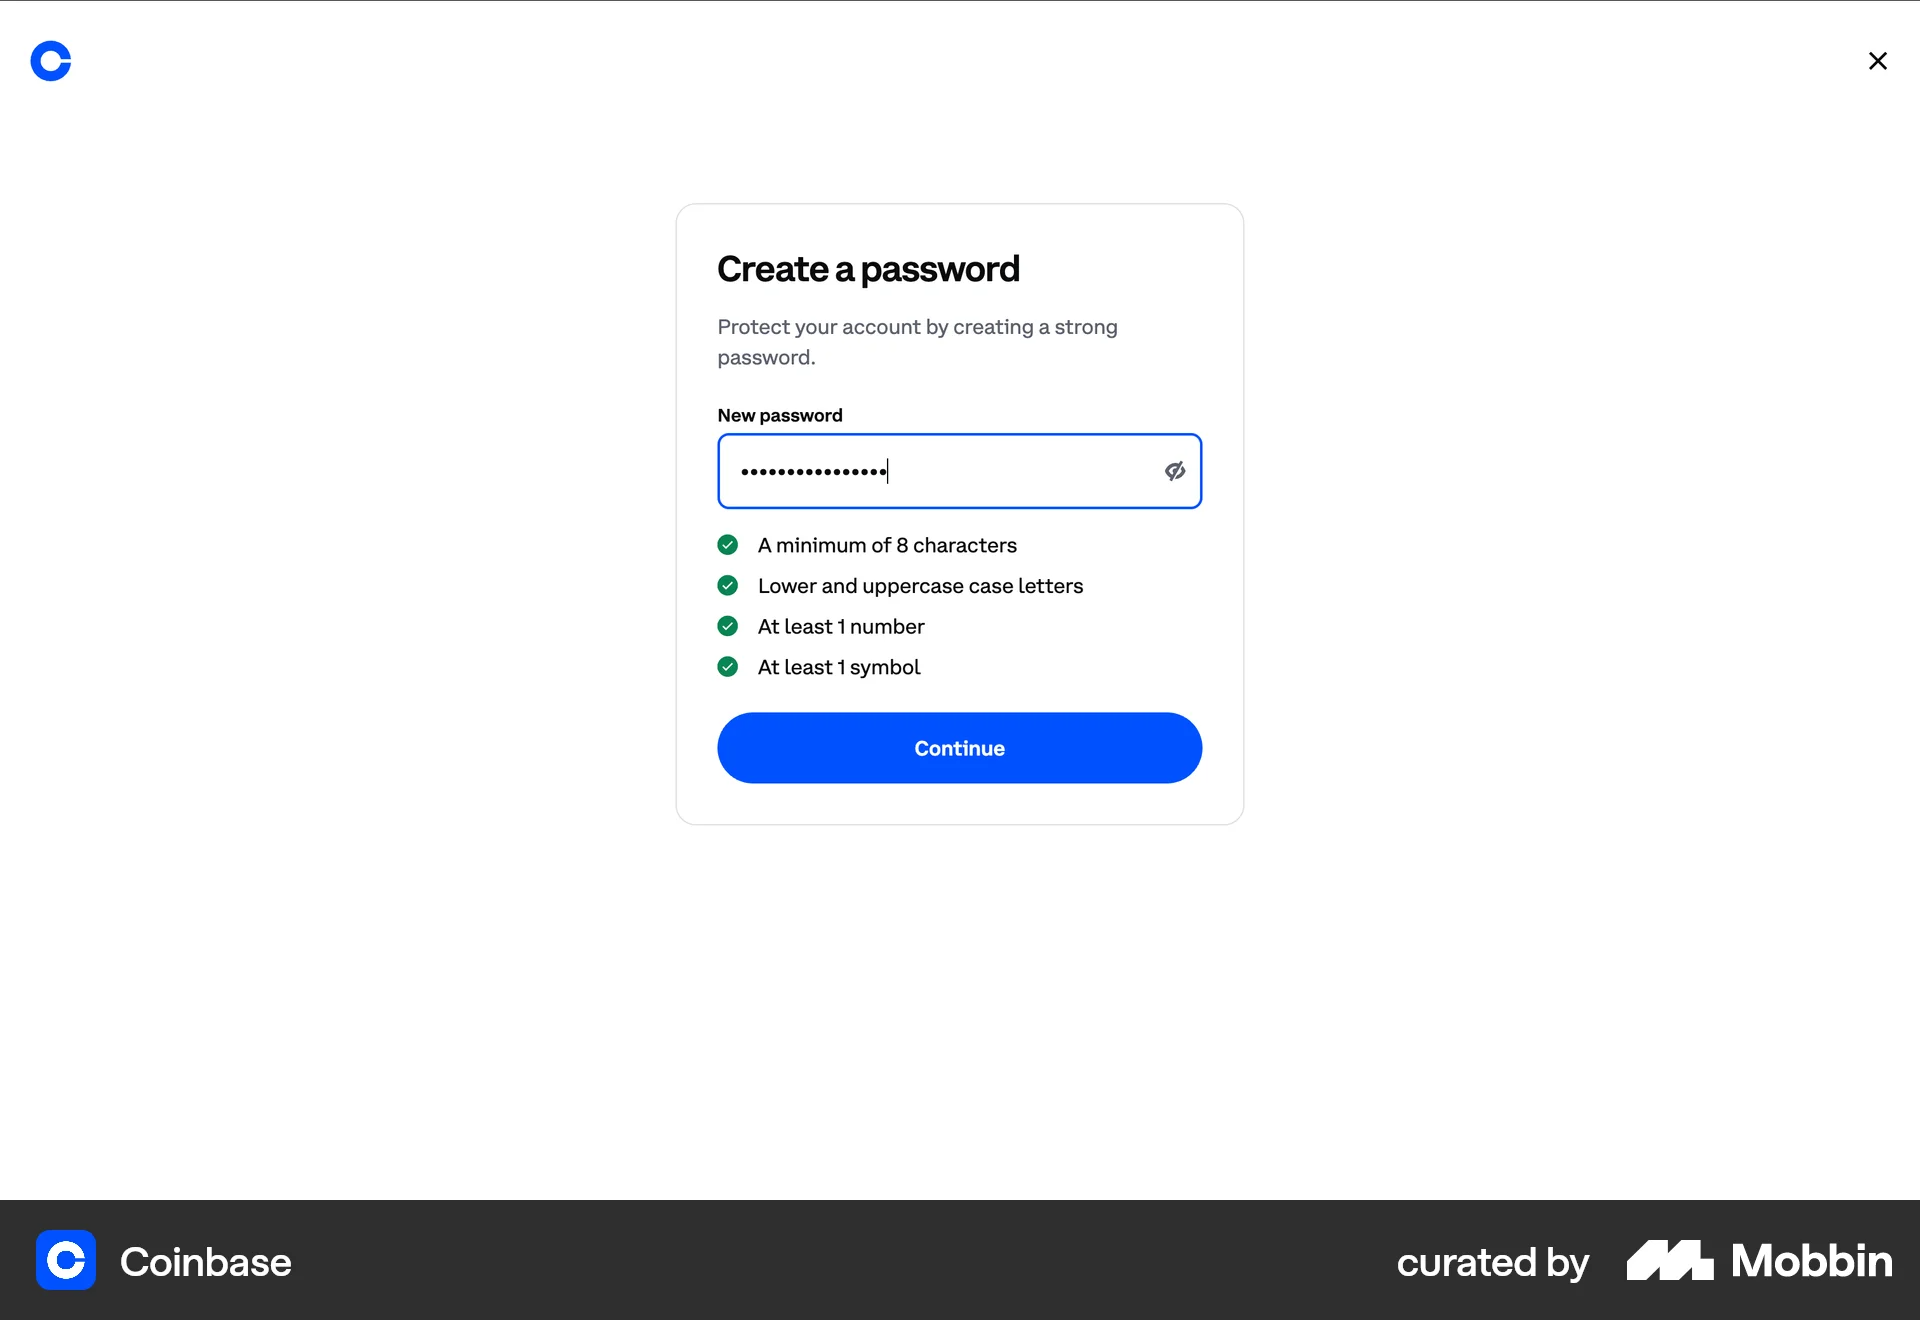 Create a password
Protect your account by creating a strong
password.
New password
••••••••••••••••
A minimum of 8 characters
Lower and uppercase case letters
At least 1 number
At least 1 symbol
Continue
Coinbase
curated by Mobbin